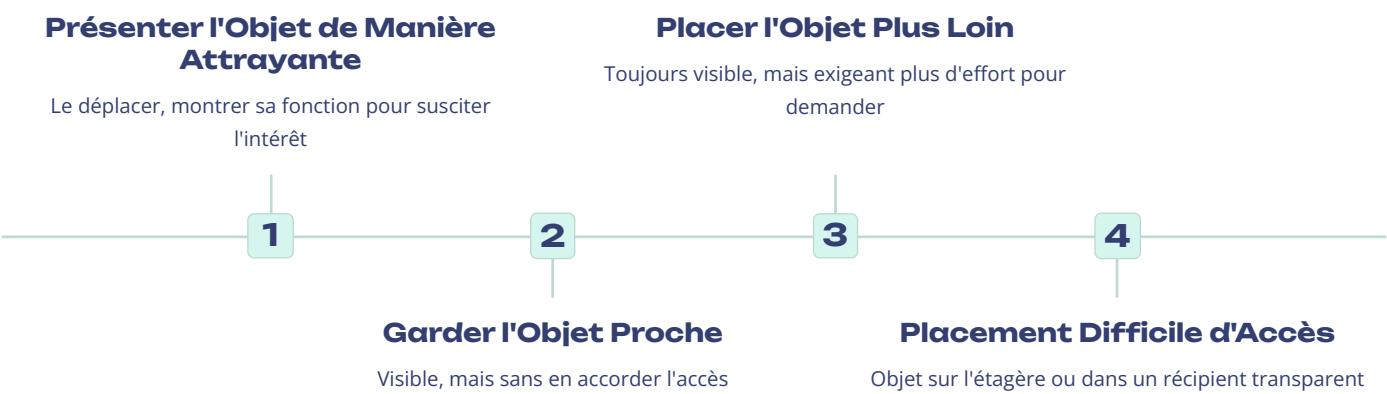 Présenter l'Objet de Manière
Attrayante
Le déplacer, montrer sa fonction pour susciter
l'intérêt
1
Garder l'Objet Proche
Visible, mais sans en accorder l'accès
2
Placer l'Objet Plus Loin
Toujours visible, mais exigeant plus d'effort pour
demander
3
Placement Difficile d'Accès
Objet sur l'étagère ou dans un récipient transparent
4